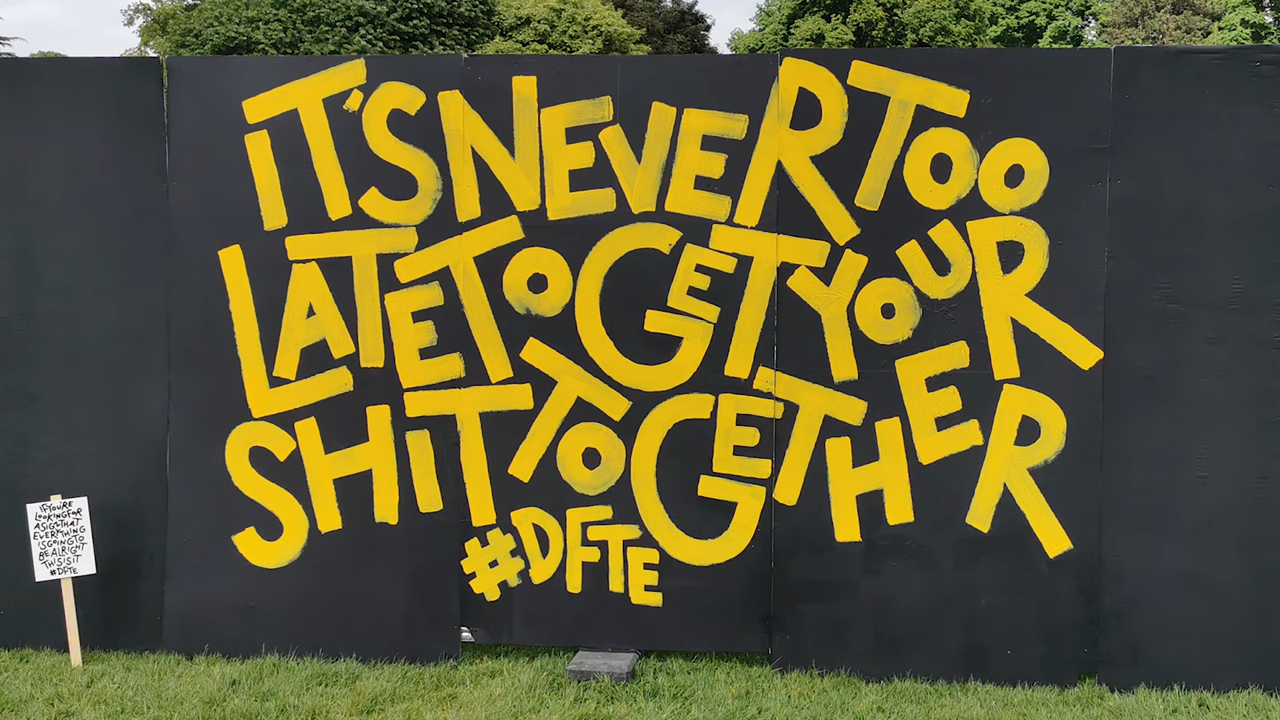 IT'S NEVER TOO
LATE TO GET YOUR
SHIT TOGETHER
#DFTE
IF YOU'RE
LOOKING FOR
A SIGN THAT
EVERYTHING
IS GOING TO
BE ALRIGHT
THIS IS IT
#DFTE